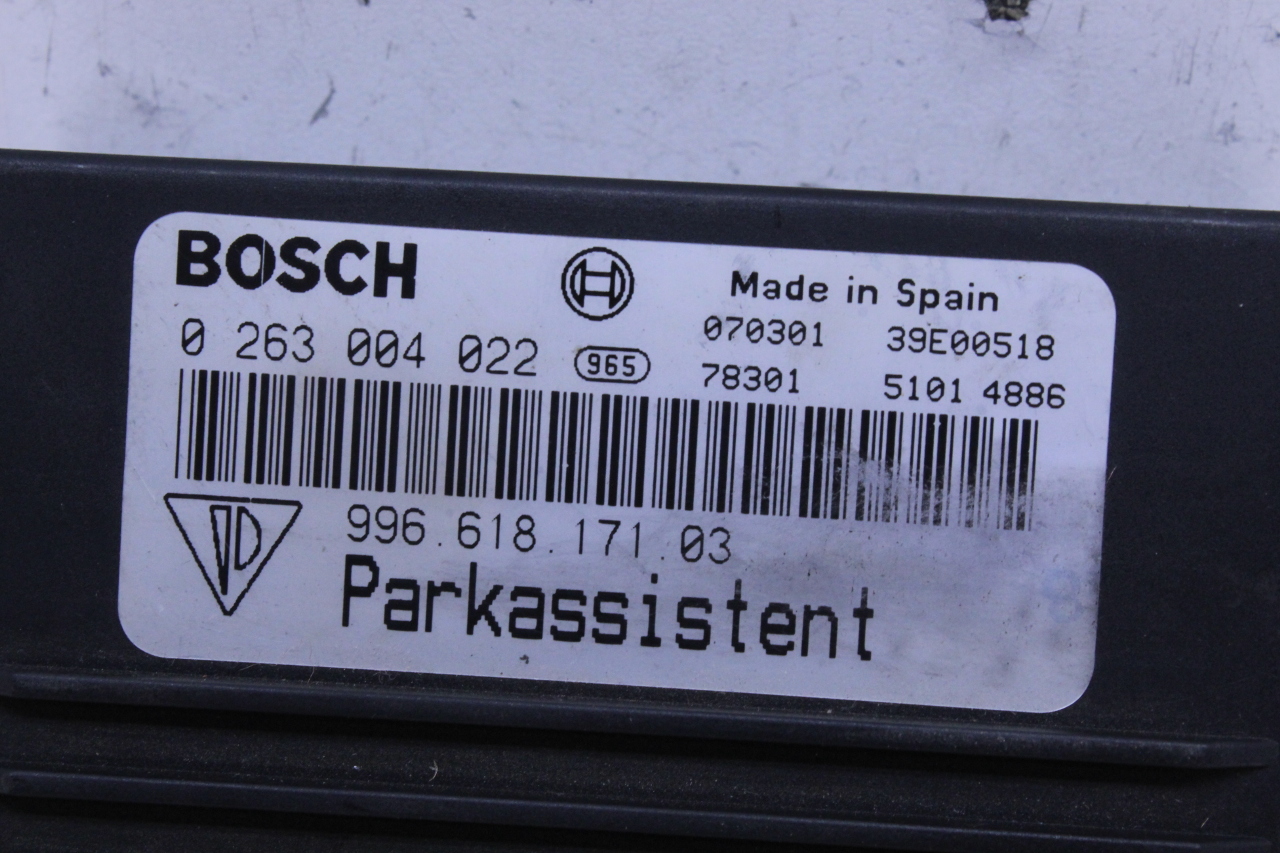 BOSCH
Made in Spain
070301 39E00518
0 263 004 022 965
78301 5101 4886
996.618.171.03
Parkassistent